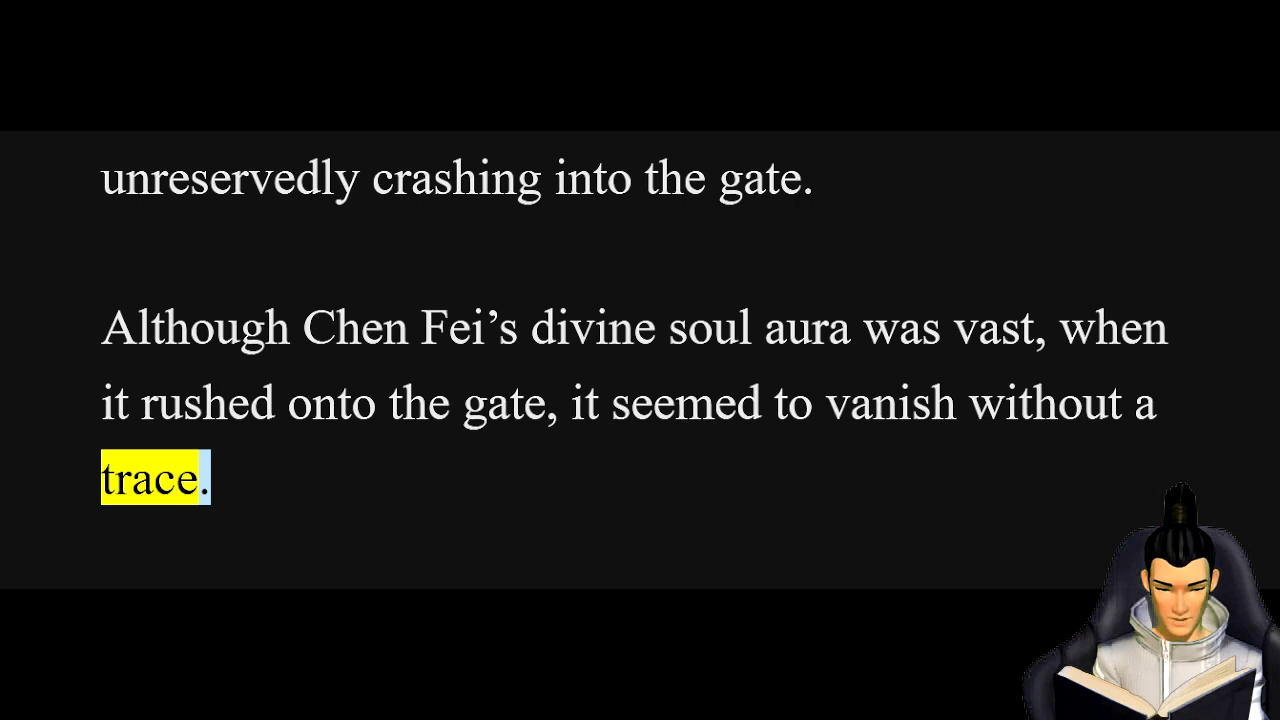 unreservedly crashing into the gate.
Although Chen Fei’s divine soul aura was vast, when
it rushed onto the gate, it seemed to vanish without a
trace.